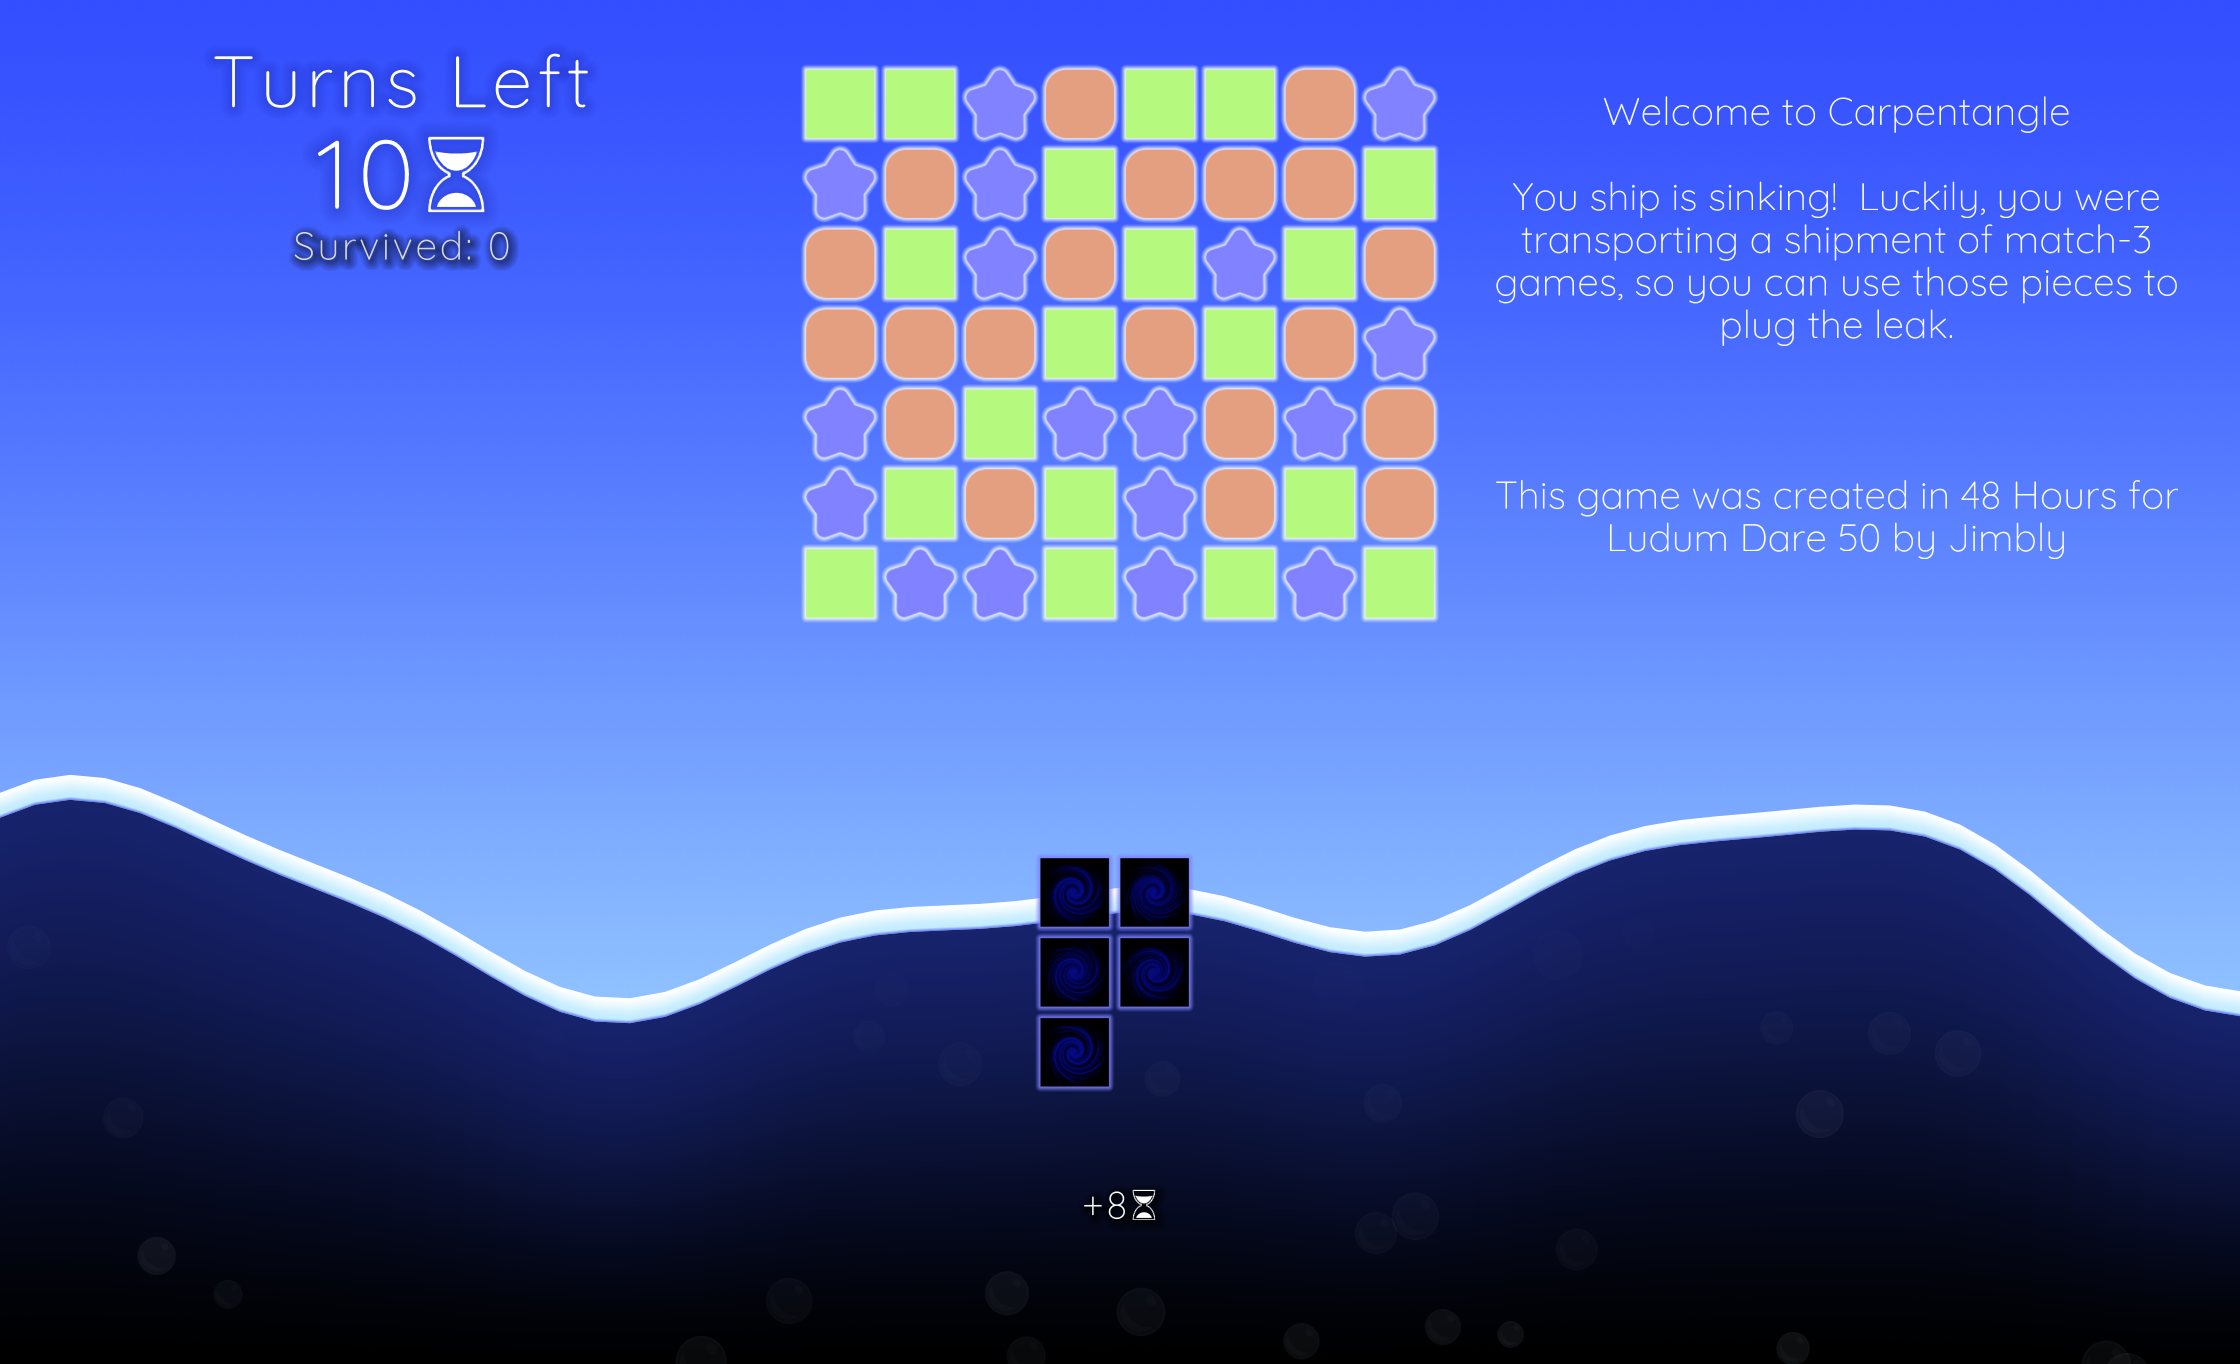 Turns Left
10
Survived: 0
Welcome to Carpentangle
You ship is sinking!  Luckily, you were
transporting a shipment of match-3
games, so you can use those pieces to
plug the leak.
This game was created in 48 Hours for
Ludum Dare 50 by Jimbly
+8